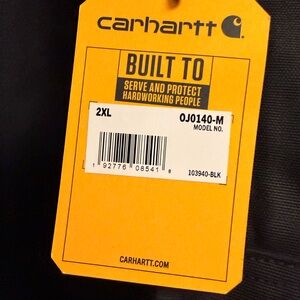 carhartt
BUILT TO
SERVE AND PROTECT
HARDWORKING PEOPLE
2XL
OJ0140-M
MODEL NO.
1 92776 08541 8
103940-BLK
CARHARTT.COM